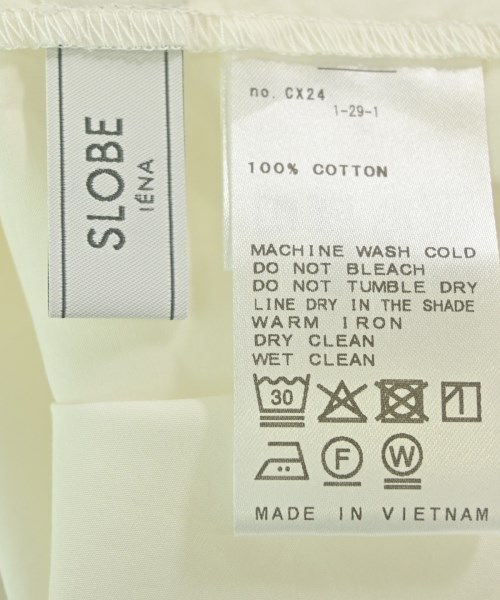 SLOBE
IÉNA
no. CX24
1-29-1
100% COTTON
MACHINE WASH COLD
DO NOT BLEACH
DO NOT TUMBLE DRY
LINE DRY IN THE SHADE
WARM IRON
DRY CLEAN
WET CLEAN
30
F W
MADE IN VIETNAM